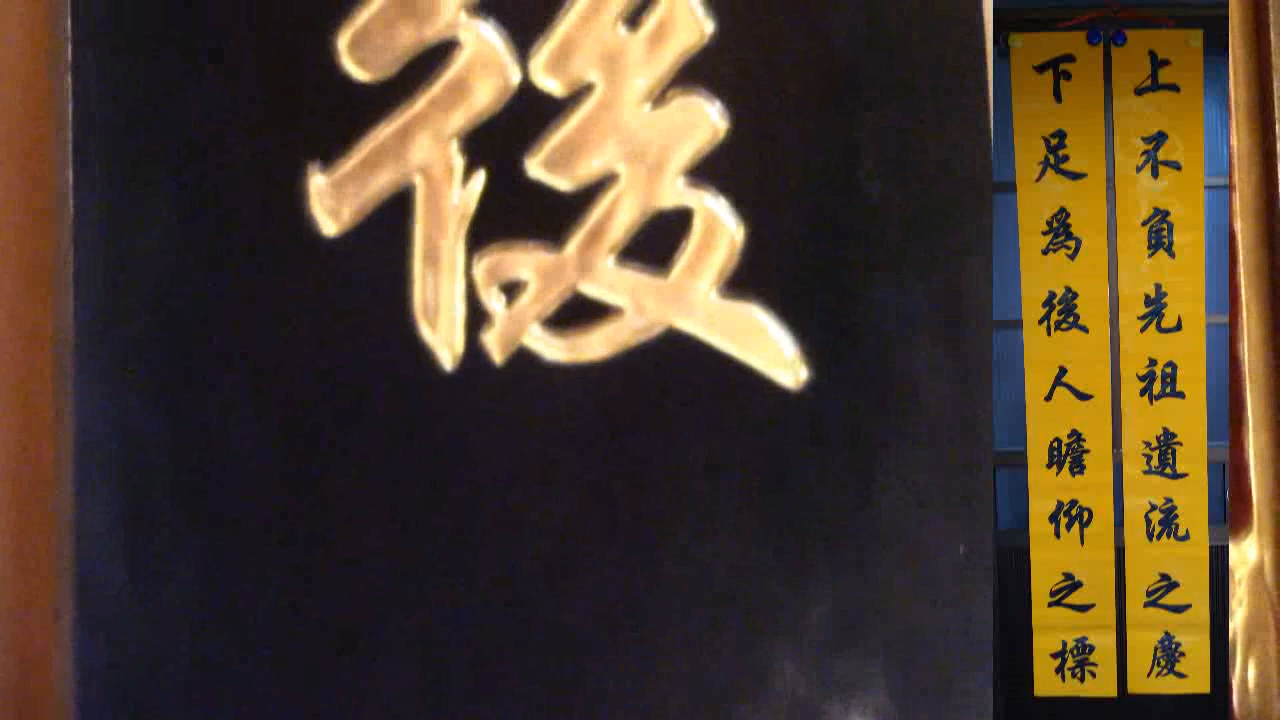 後
上不負先祖遺流之慶
下足為後人瞻仰之標